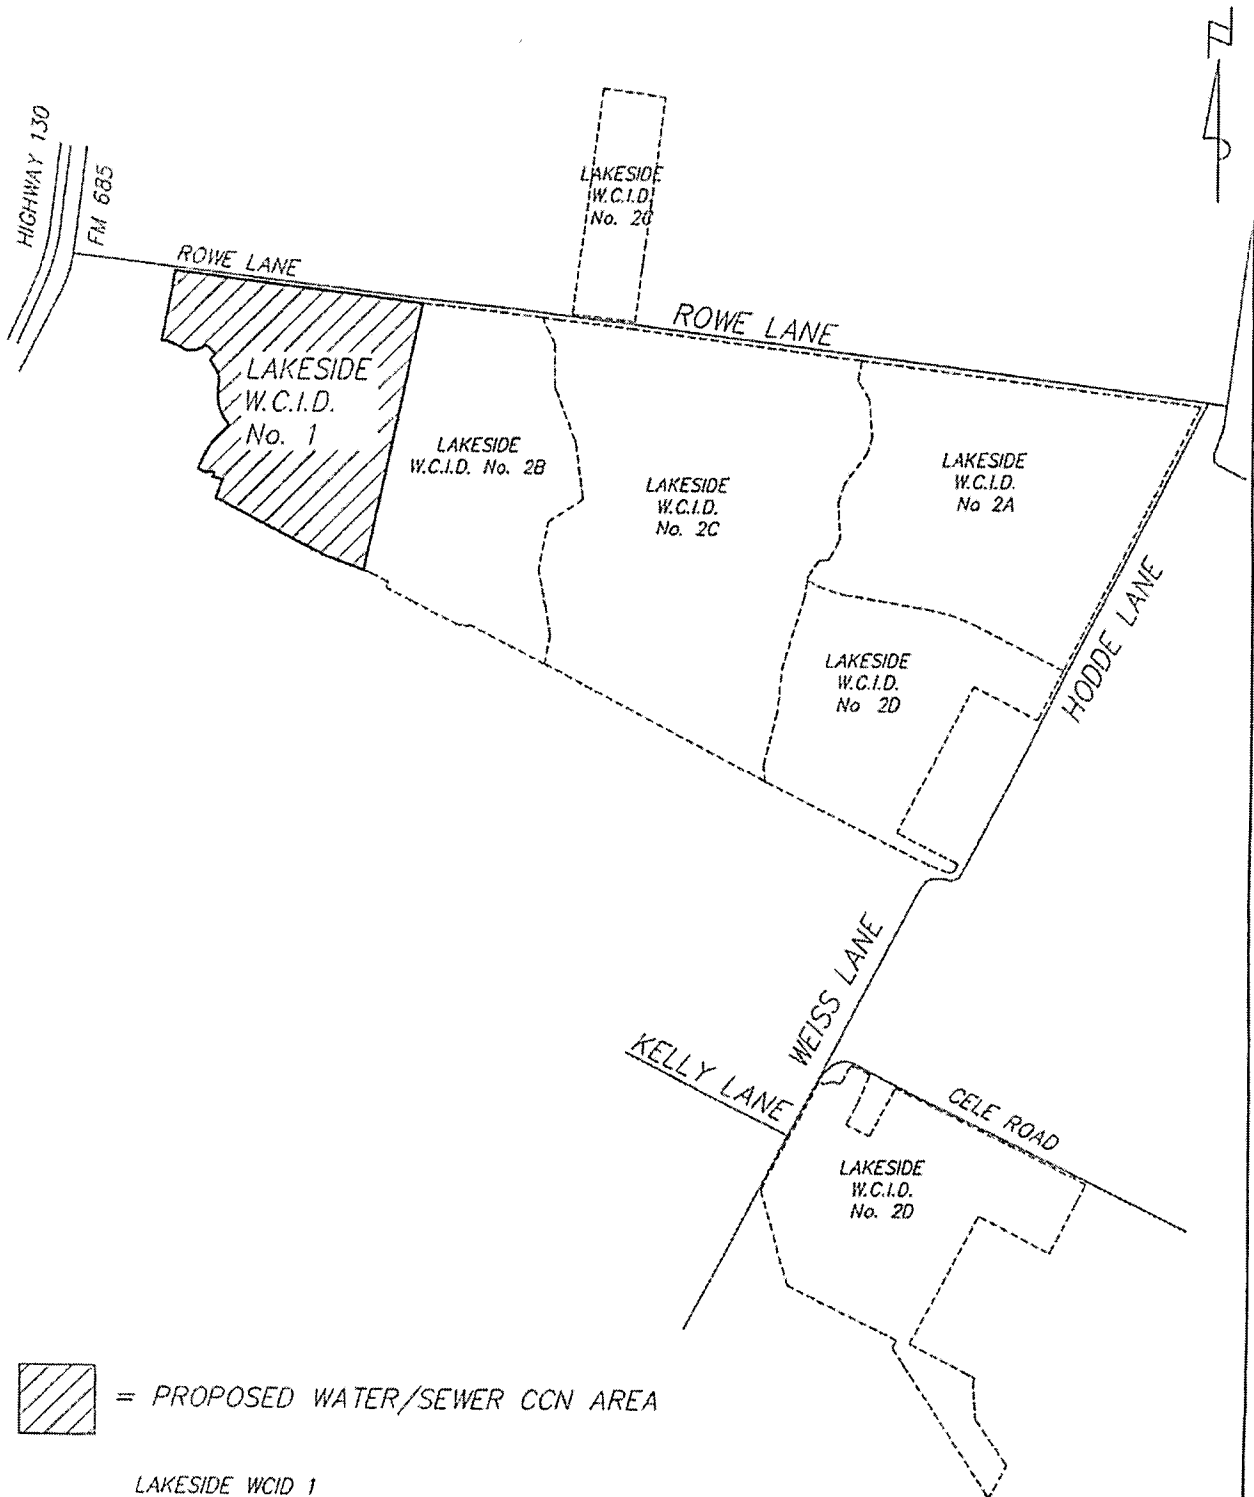 N
HIGHWAY 130
FM 685
LAKESIDE
W.C.I.D.
No. 2C
ROWE LANE
ROWE LANE
LAKESIDE
W.C.I.D.
No. 1
LAKESIDE
W.C.I.D. No. 2B
LAKESIDE
W.C.I.D.
No. 2C
LAKESIDE
W.C.I.D.
No 2A
HODDE LANE
LAKESIDE
W.C.I.D.
No 2D
WEISS LANE
KELLY LANE
CELE ROAD
LAKESIDE
W.C.I.D.
No. 2D
= PROPOSED WATER/SEWER CCN AREA
LAKESIDE WCID 1